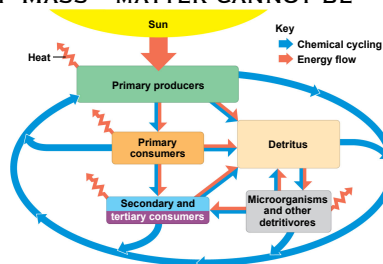 MASS – MATTER CANNOT BE
Sun
Key
Chemical cycling
Energy flow
Heat
Primary producers
Primary
consumers
Detritus
Secondary and
tertiary consumers
Microorganisms
and other
detritivores